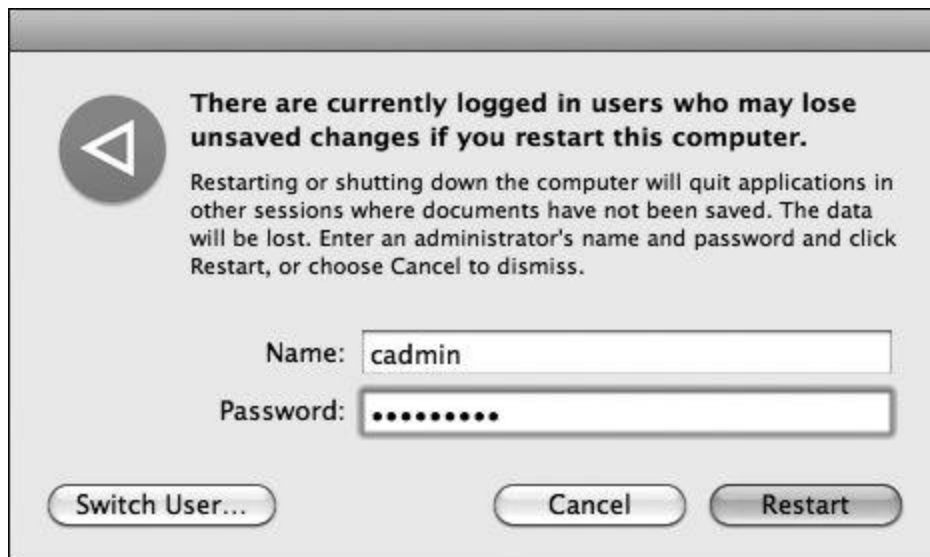 There are currently logged in users who may lose
unsaved changes if you restart this computer.
Restarting or shutting down the computer will quit applications in
other sessions where documents have not been saved. The data
will be lost. Enter an administrator's name and password and click
Restart, or choose Cancel to dismiss.
Name: cadmin
Password: •••••••••
Switch User... Cancel Restart